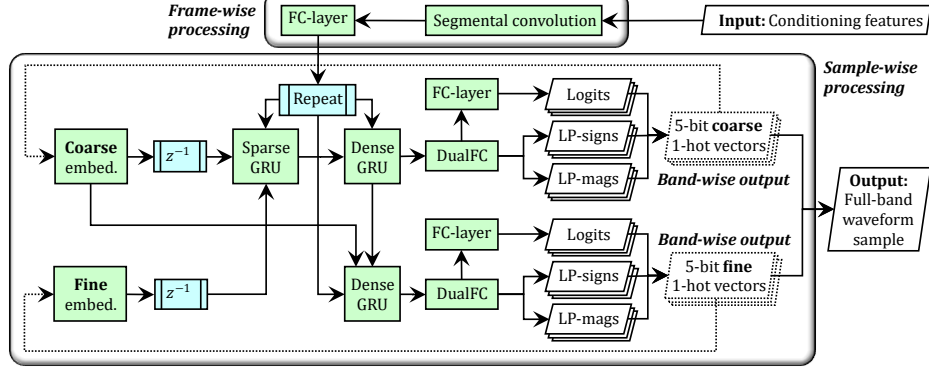 Frame-wise
processing
FC-layer
Segmental convolution
Input: Conditioning features
Sample-wise
processing
Repeat
FC-layer
Logits
Coarse
embed.
z⁻¹
Sparse
GRU
Dense
GRU
DualFC
LP-signs
LP-mags
5-bit coarse
1-hot vectors
Band-wise output
Output:
Full-band
waveform
sample
FC-layer
Logits
Band-wise output
Fine
embed.
z⁻¹
Dense
GRU
DualFC
LP-signs
LP-mags
5-bit fine
1-hot vectors